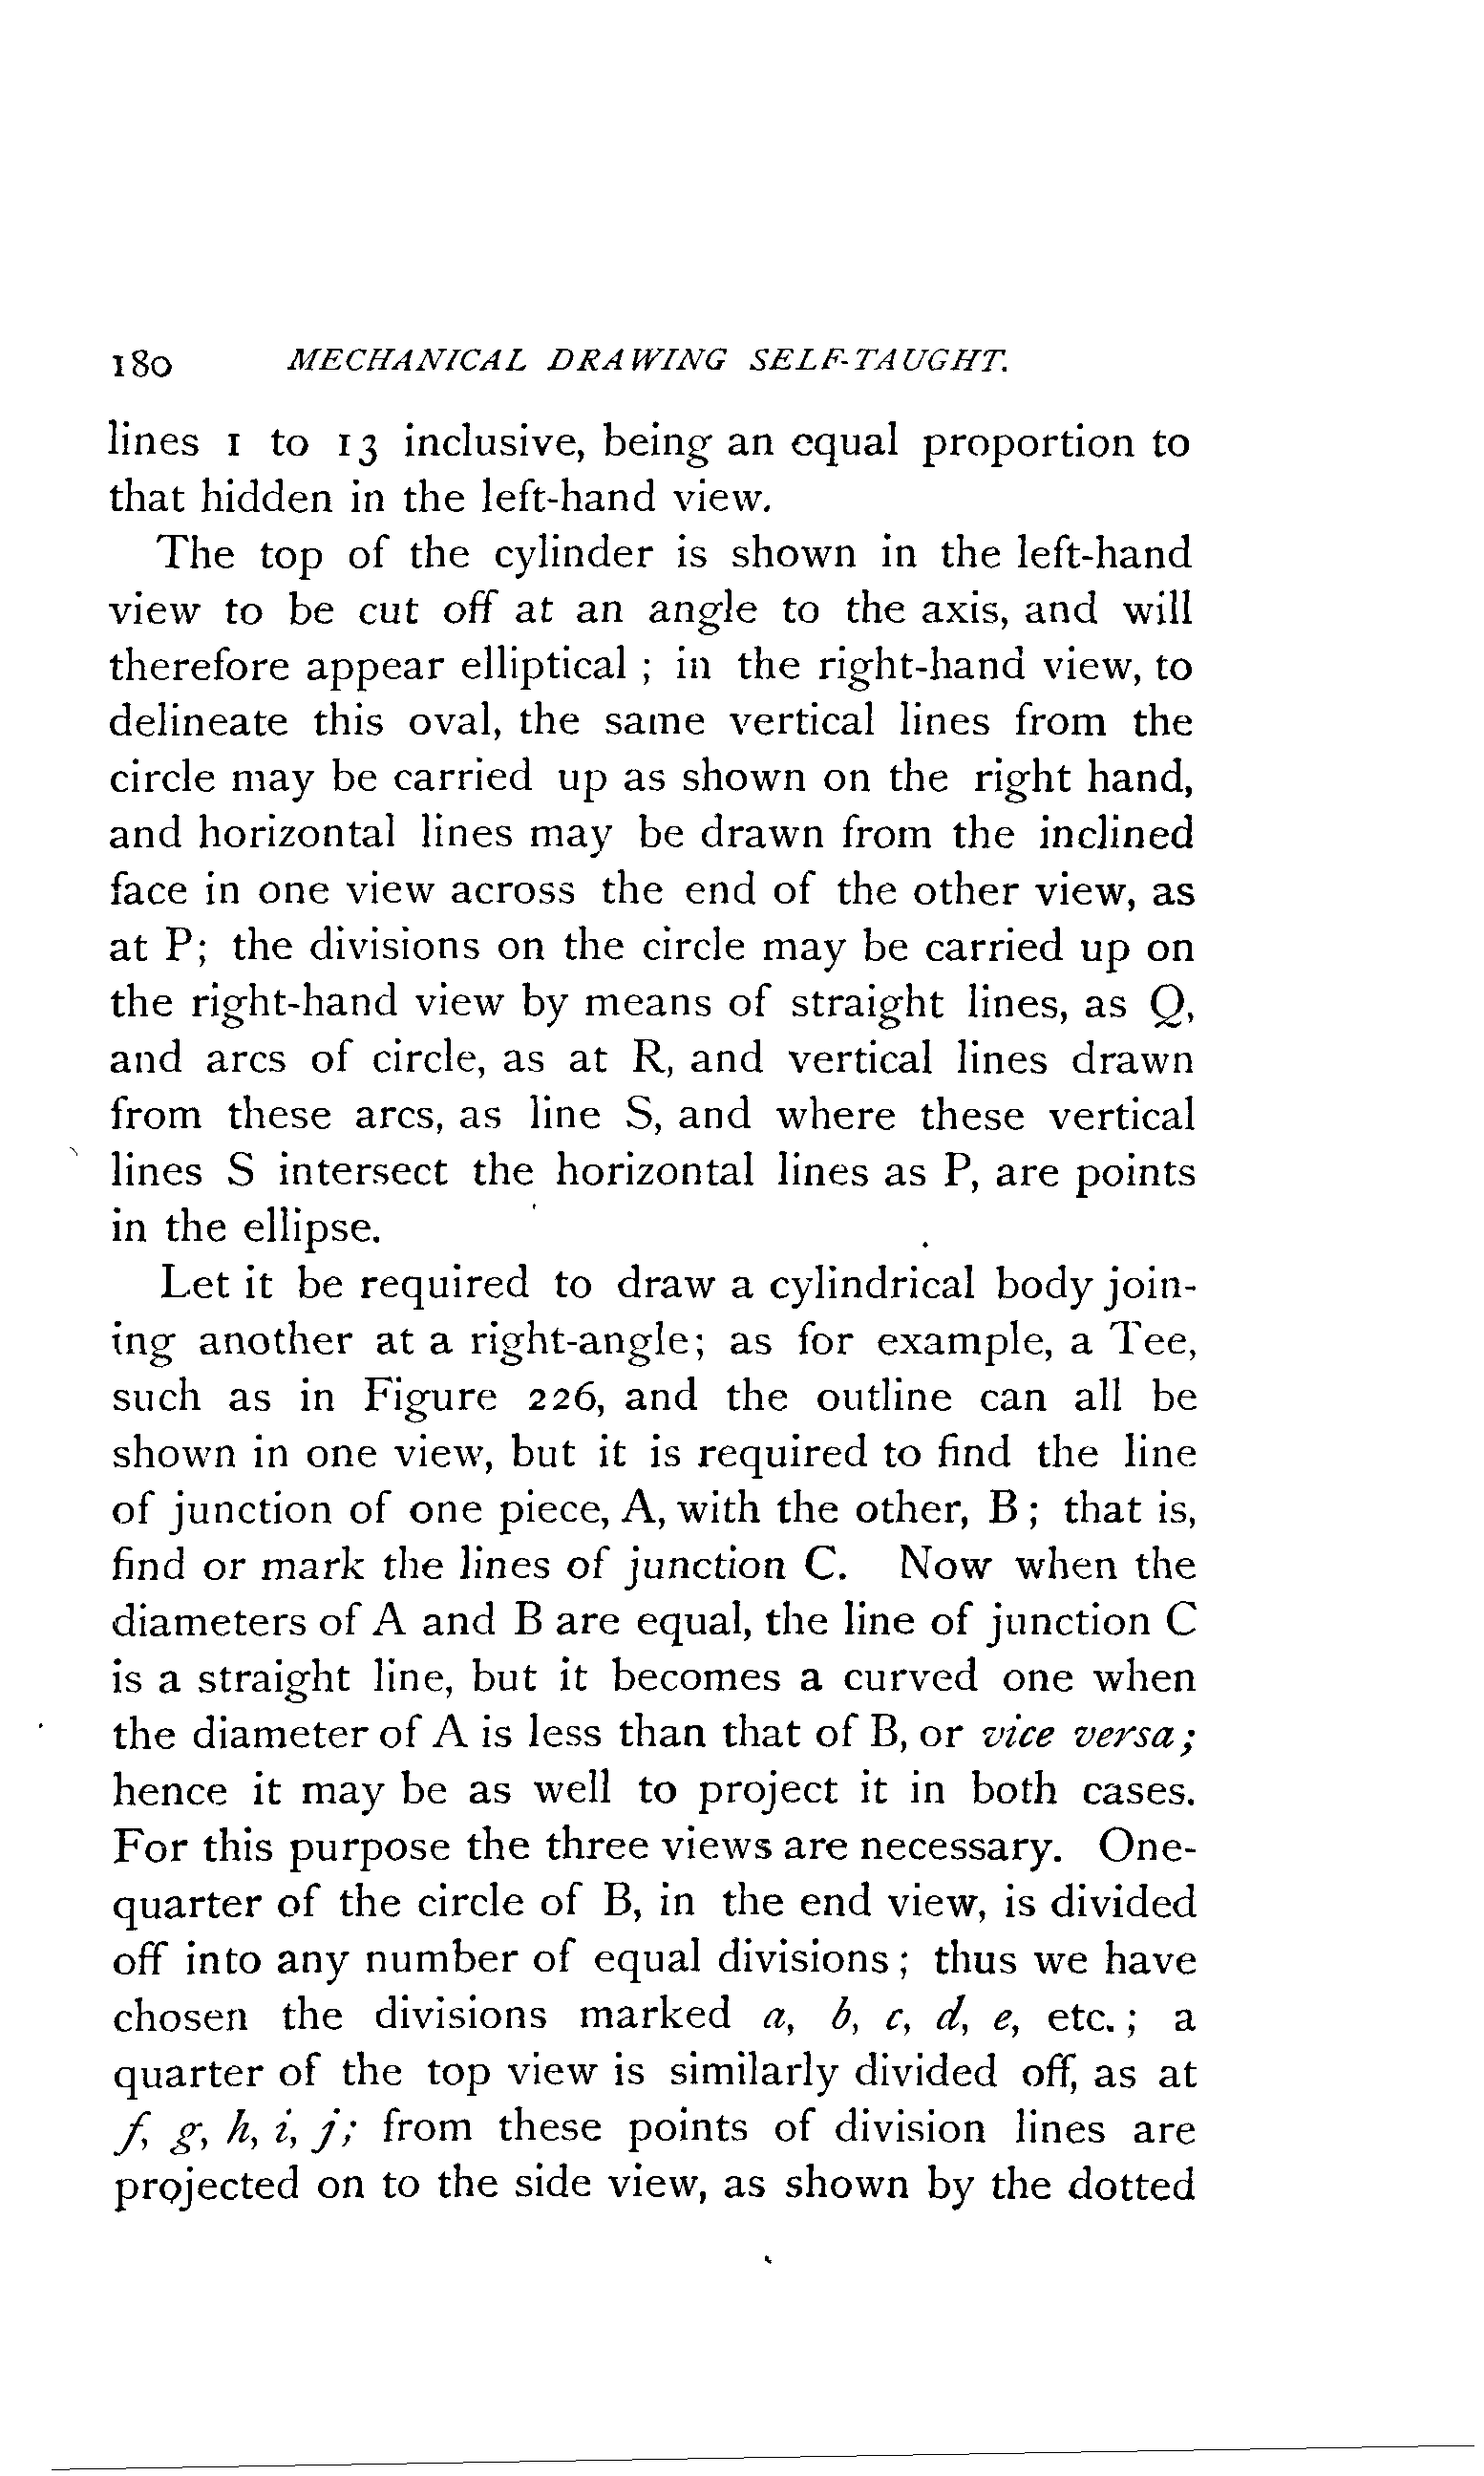 180 MECHANICAL DRAWING SELF-TAUGHT.
lines 1 to 13 inclusive, being an equal proportion to
that hidden in the left-hand view.
The top of the cylinder is shown in the left-hand
view to be cut off at an angle to the axis, and will
therefore appear elliptical ; in the right-hand view, to
delineate this oval, the same vertical lines from the
circle may be carried up as shown on the right hand,
and horizontal lines may be drawn from the inclined
face in one view across the end of the other view, as
at P; the divisions on the circle may be carried up on
the right-hand view by means of straight lines, as Q,
and arcs of circle, as at R, and vertical lines drawn
from these arcs, as line S, and where these vertical
lines S intersect the horizontal lines as P, are points
in the ellipse.
Let it be required to draw a cylindrical body join-
ing another at a right-angle; as for example, a Tee,
such as in Figure 226, and the outline can all be
shown in one view, but it is required to find the line
of junction of one piece, A, with the other, B ; that is,
find or mark the lines of junction C. Now when the
diameters of A and B are equal, the line of junction C
is a straight line, but it becomes a curved one when
the diameter of A is less than that of B, or vice versa;
hence it may be as well to project it in both cases.
For this purpose the three views are necessary. One-
quarter of the circle of B, in the end view, is divided
off into any number of equal divisions ; thus we have
chosen the divisions marked a, b, c, d, e, etc. ; a
quarter of the top view is similarly divided off, as at
f, g, h, i, j; from these points of division lines are
projected on to the side view, as shown by the dotted